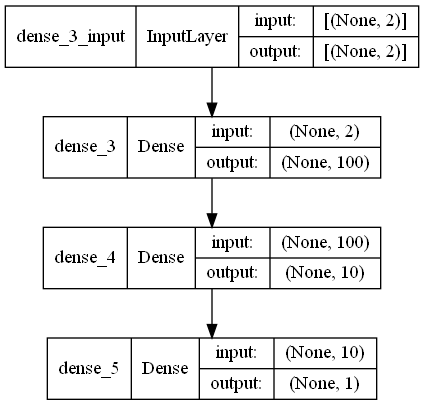 dense_3_input InputLayer input: [(None, 2)]
output: [(None, 2)]
dense_3 Dense input: (None, 2)
output: (None, 100)
dense_4 Dense input: (None, 100)
output: (None, 10)
dense_5 Dense input: (None, 10)
output: (None, 1)